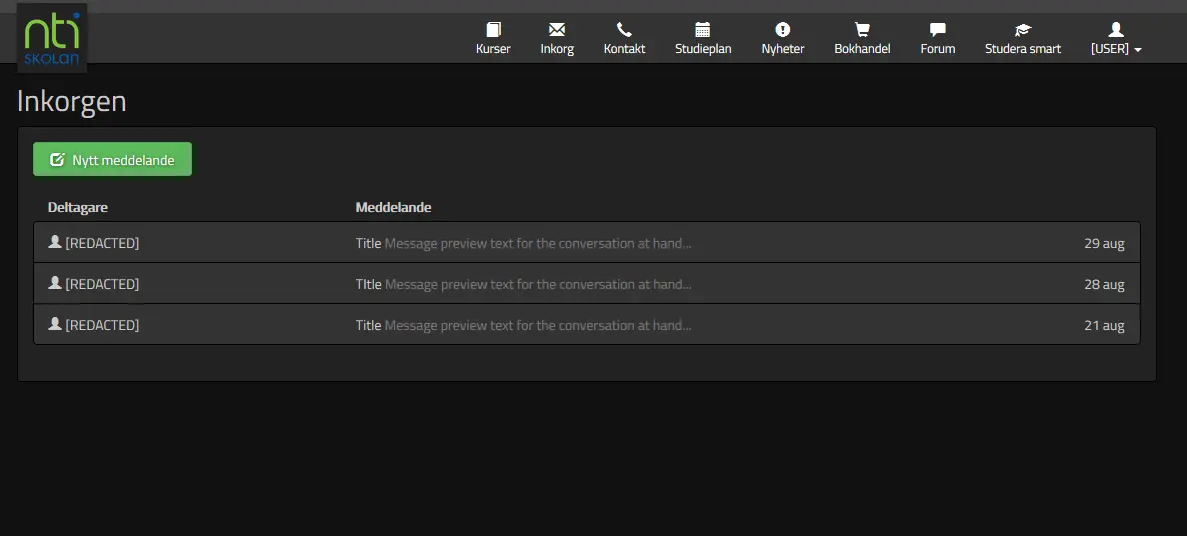 nti
SKOLAN
Kurser Inkorg Kontakt Studieplan Nyheter Bokhandel Forum Studera smart [USER]
Inkorgen
Nytt meddelande
Deltagare Meddelande
[REDACTED] Title Message preview text for the conversation at hand... 29 aug
[REDACTED] TItle Message preview text for the conversation at hand... 28 aug
[REDACTED] Title Message preview text for the conversation at hand... 21 aug